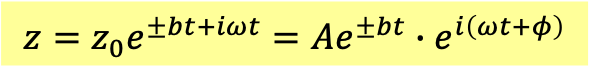 z = z₀e^{±bt+iωt} = Ae^{±bt} · e^{i(ωt+ϕ)}